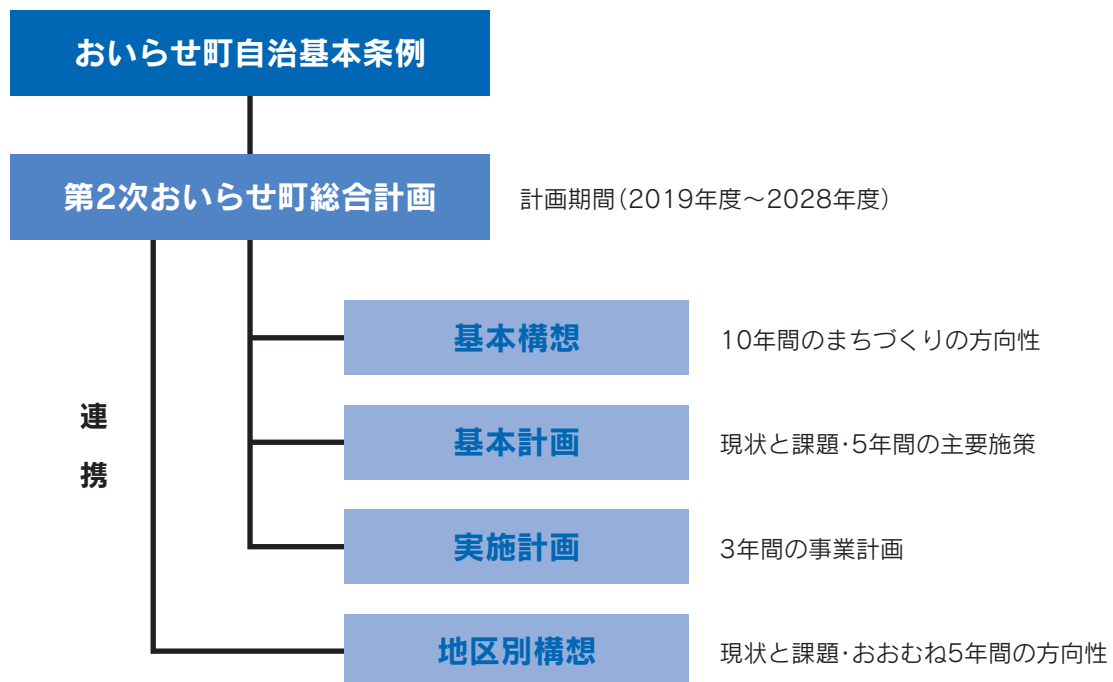 おいらせ町自治基本条例
第2次おいらせ町総合計画
計画期間(2019年度～2028年度)
基本構想
10年間のまちづくりの方向性
連携
基本計画
現状と課題･5年間の主要施策
実施計画
3年間の事業計画
地区別構想
現状と課題･おおむね5年間の方向性